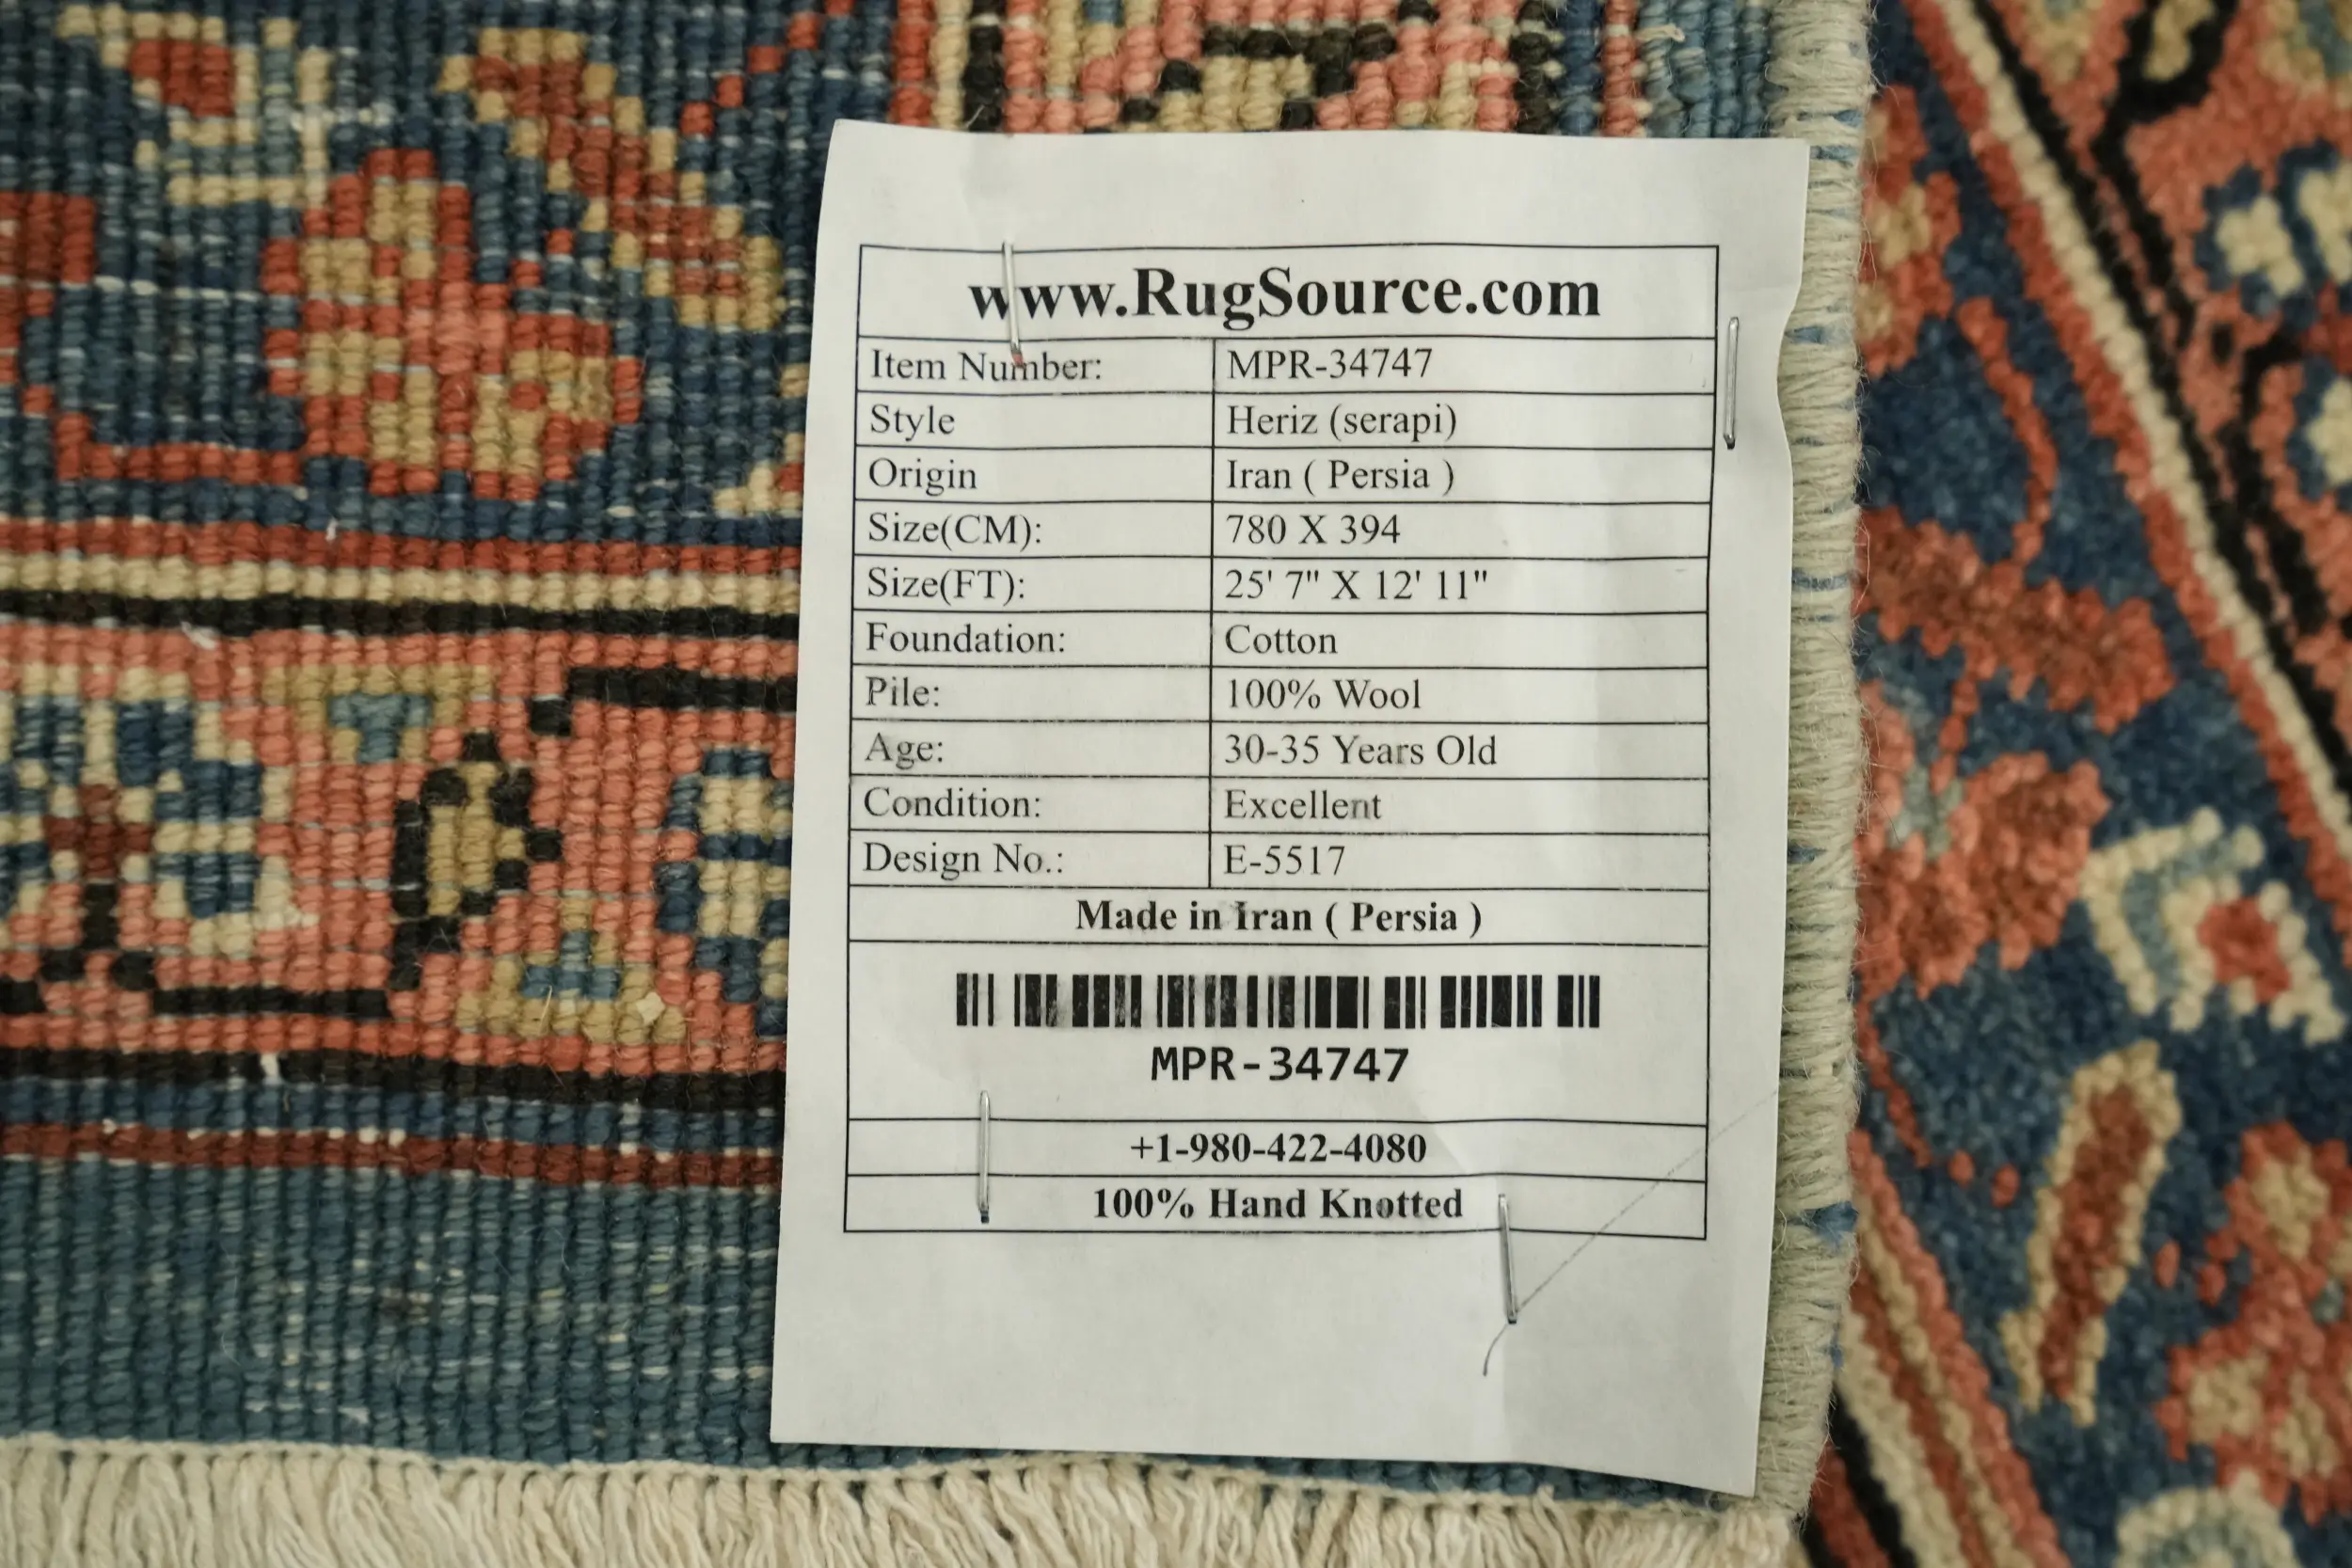 www.RugSource.com
Item Number: MPR-34747
Style Heriz (serapi)
Origin Iran ( Persia )
Size(CM): 780 X 394
Size(FT): 25' 7" X 12' 11"
Foundation: Cotton
Pile: 100% Wool
Age: 30-35 Years Old
Condition: Excellent
Design No.: E-5517
Made in Iran ( Persia )
MPR-34747
+1-980-422-4080
100% Hand Knotted